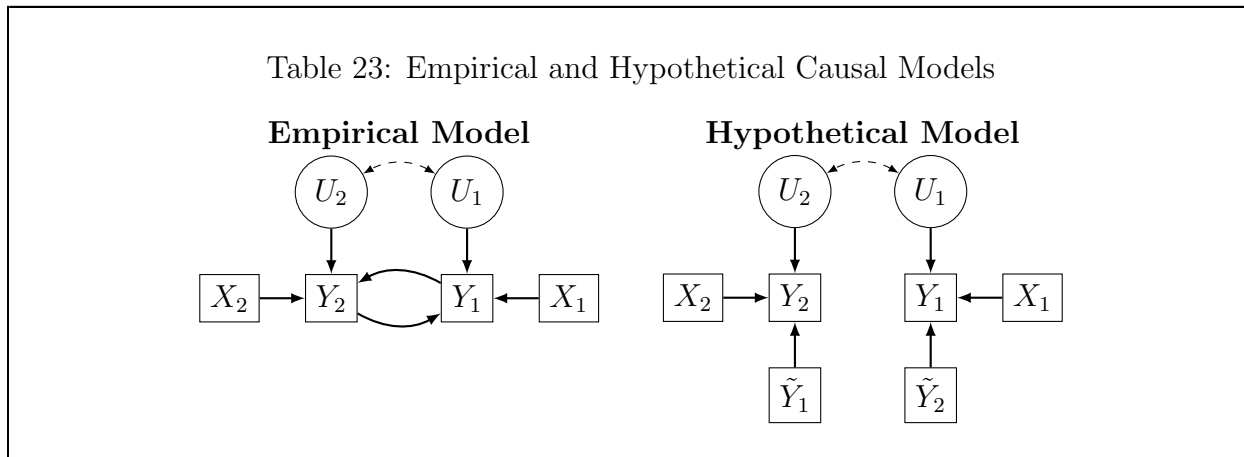 Table 23: Empirical and Hypothetical Causal Models
Empirical Model Hypothetical Model
U₂ U₁ U₂ U₁
X₂ Y₂ Y₁ X₁ X₂ Y₂ Y₁ X₁
Ỹ₁ Ỹ₂